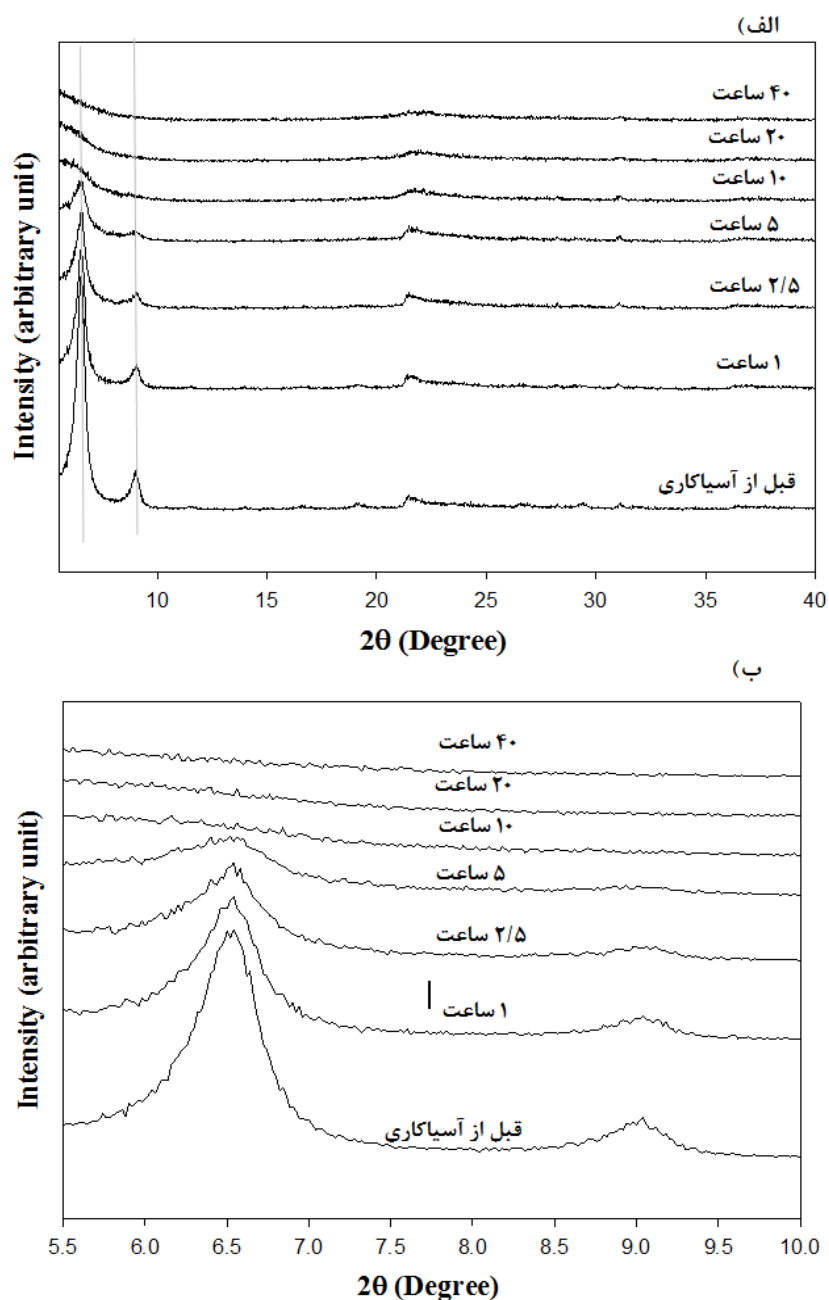 الف)
۴۰ ساعت
۲۰ ساعت
۱۰ ساعت
۵ ساعت
۲/۵ ساعت
۱ ساعت
قبل از آسیاکاری
Intensity (arbitrary unit)
10 15 20 25 30 35 40
2θ (Degree)
ب)
۴۰ ساعت
۲۰ ساعت
۱۰ ساعت
۵ ساعت
۲/۵ ساعت
۱ ساعت
قبل از آسیاکاری
Intensity (arbitrary unit)
5.5 6.0 6.5 7.0 7.5 8.0 8.5 9.0 9.5 10.0
2θ (Degree)